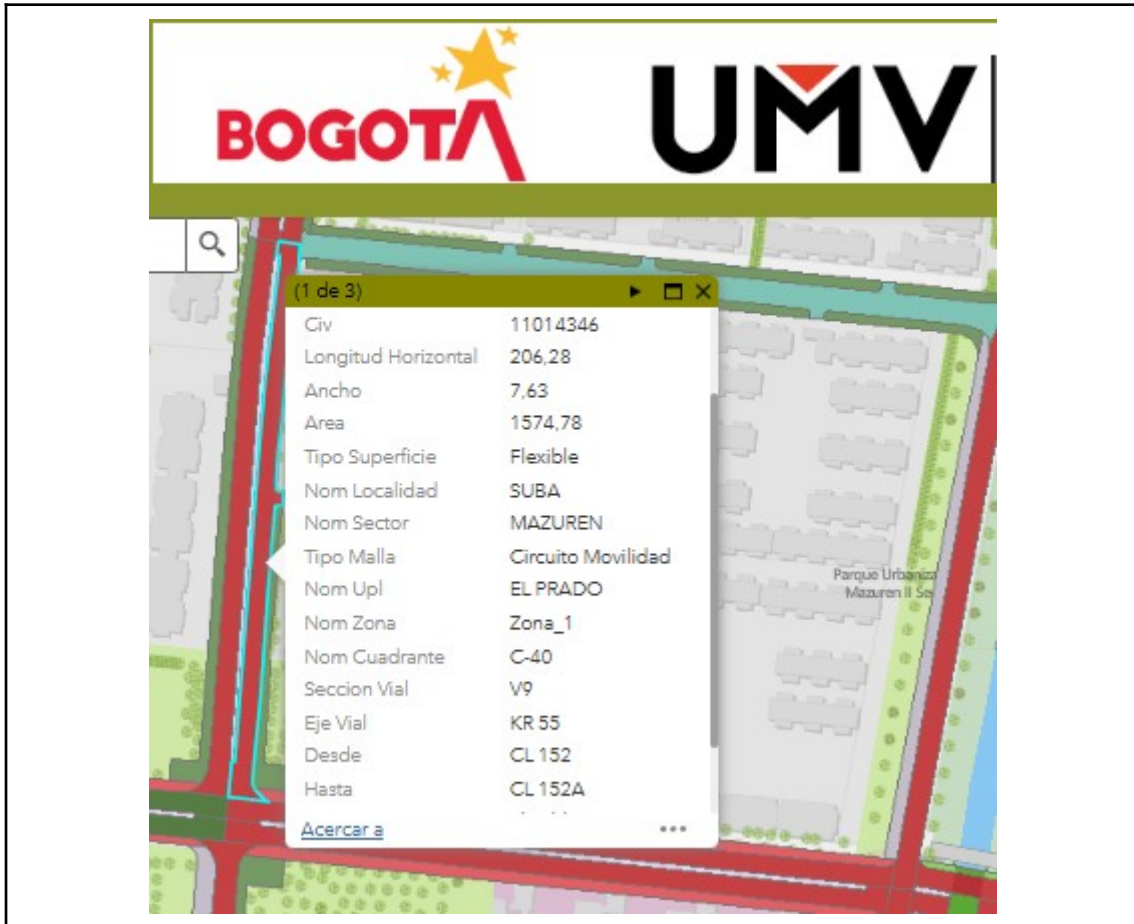 BOGOTA
UMV
(1 de 3)
Civ 11014346
Longitud Horizontal 206,28
Ancho 7,63
Area 1574,78
Tipo Superficie Flexible
Nom Localidad SUBA
Nom Sector MAZUREN
Tipo Malla Circuito Movilidad
Nom Upl EL PRADO
Nom Zona Zona_1
Nom Cuadrante C-40
Seccion Vial V9
Eje Vial KR 55
Desde CL 152
Hasta CL 152A
Acercar a
Parque Urbaniza
Mazuren II Se